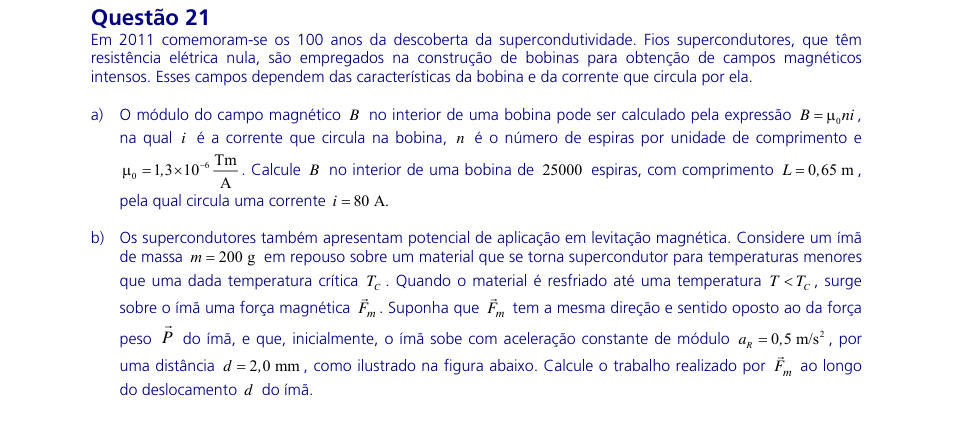 Questão 21
Em 2011 comemoram-se os 100 anos da descoberta da supercondutividade. Fios supercondutores, que têm
resistência elétrica nula, são empregados na construção de bobinas para obtenção de campos magnéticos
intensos. Esses campos dependem das características da bobina e da corrente que circula por ela.
a) O módulo do campo magnético B no interior de uma bobina pode ser calculado pela expressão B = μ₀ni,
na qual i é a corrente que circula na bobina, n é o número de espiras por unidade de comprimento e
μ₀ = 1,3×10⁻⁶ Tm/A. Calcule B no interior de uma bobina de 25000 espiras, com comprimento L = 0,65 m,
pela qual circula uma corrente i = 80 A.
b) Os supercondutores também apresentam potencial de aplicação em levitação magnética. Considere um ímã
de massa m = 200 g em repouso sobre um material que se torna supercondutor para temperaturas menores
que uma dada temperatura crítica T_C. Quando o material é resfriado até uma temperatura T < T_C, surge
sobre o ímã uma força magnética F⃗_m. Suponha que F⃗_m tem a mesma direção e sentido oposto ao da força
peso P⃗ do ímã, e que, inicialmente, o ímã sobe com aceleração constante de módulo a_R = 0,5 m/s², por
uma distância d = 2,0 mm, como ilustrado na figura abaixo. Calcule o trabalho realizado por F⃗_m ao longo
do deslocamento d do ímã.